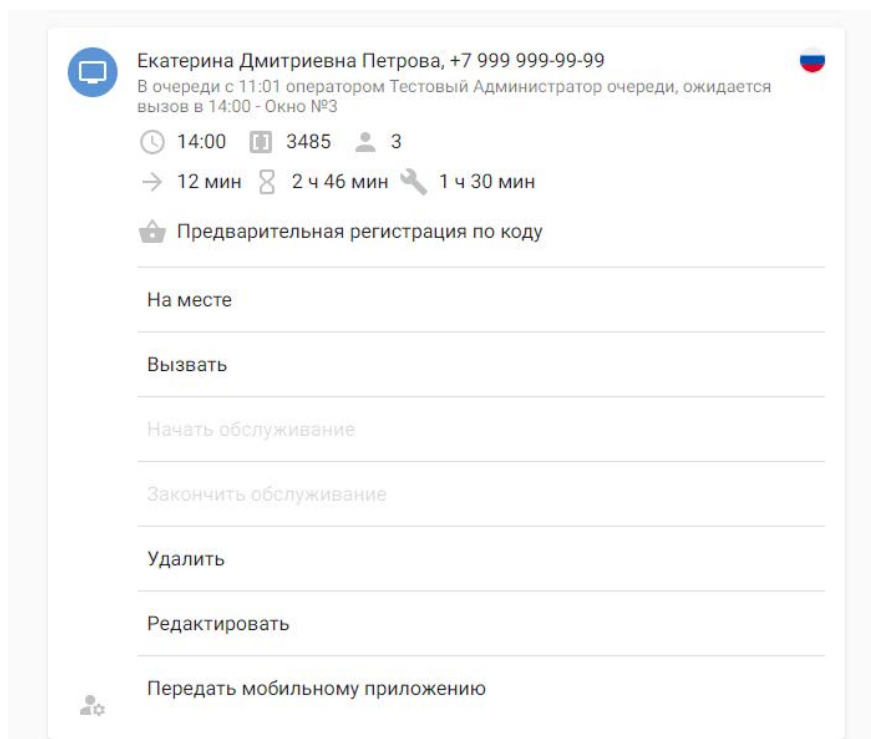 Екатерина Дмитриевна Петрова, +7 999 999-99-99
В очереди с 11:01 оператором Тестовый Администратор очереди, ожидается
вызов в 14:00 - Окно №3
14:00 3485 3
12 мин 2 ч 46 мин 1 ч 30 мин
Предварительная регистрация по коду
На месте
Вызвать
Начать обслуживание
Закончить обслуживание
Удалить
Редактировать
Передать мобильному приложению